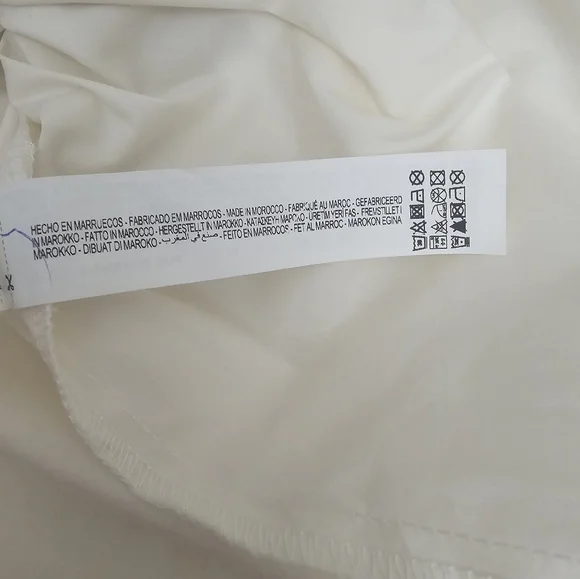 HECHO EN MARRUECOS - FABRICADO EM MARROCOS - MADE IN MOROCCO - FABRIQUÉ AU MAROC - GEFABRICEERD
IN MAROKKO - FATTO IN MAROCCO - HERGESTELLT IN MAROKKO - ΚΑΤΑΣΚΕΥΗ ΜΑΡΟΚΟ - ÜRETİM YERİ FAS - FREMSTILLET I
MAROKKO - DIBUAT DI MAROKO - صنع في المغرب - FEITO EN MARROCOS - FET AL MARROC - MAROKON EGINA